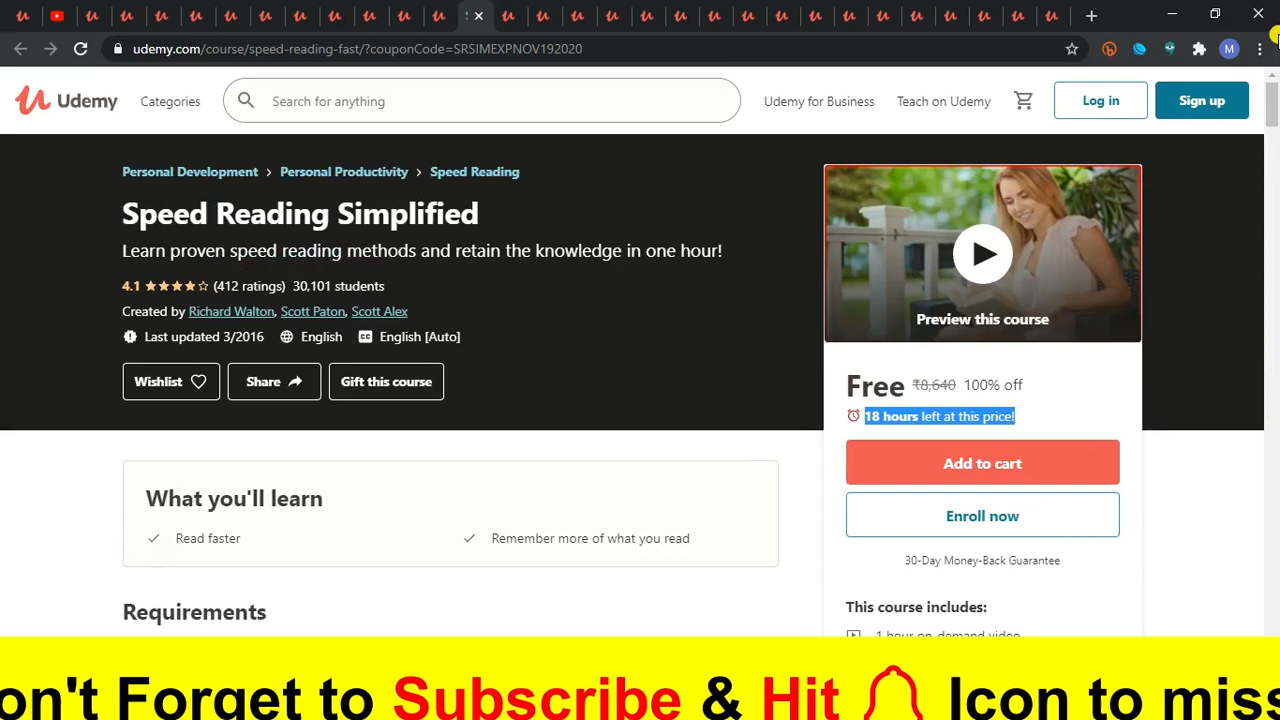 udemy.com/course/speed-reading-fast/?couponCode=SRSIMEXPNOV192020
M
Udemy
Categories
Search for anything
Udemy for Business
Teach on Udemy
Log in
Sign up
Personal Development > Personal Productivity > Speed Reading
Speed Reading Simplified
Learn proven speed reading methods and retain the knowledge in one hour!
4.1 (412 ratings) 30,101 students
Created by Richard Walton, Scott Paton, Scott Alex
Last updated 3/2016 English CC English [Auto]
Wishlist
Share
Gift this course
Preview this course
Free ₹8,640 100% off
18 hours left at this price!
Add to cart
Enroll now
30-Day Money-Back Guarantee
This course includes:
1 hour on-demand video
What you'll learn
Read faster
Remember more of what you read
Requirements
on't Forget to Subscribe & Hit Icon to miss